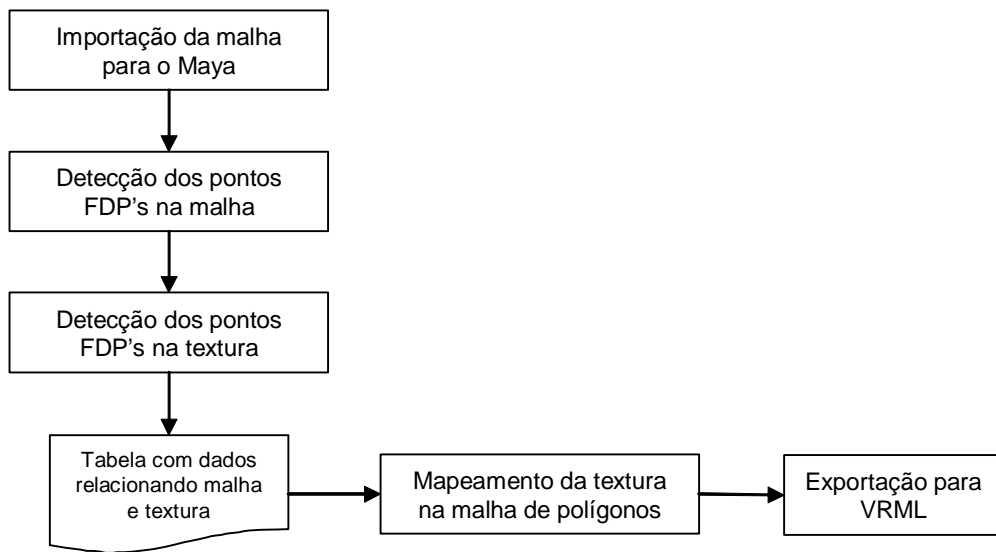 Importação da malha
para o Maya
Detecção dos pontos
FDP's na malha
Detecção dos pontos
FDP's na textura
Tabela com dados
relacionando malha
e textura
Mapeamento da textura
na malha de polígonos
Exportação para
VRML